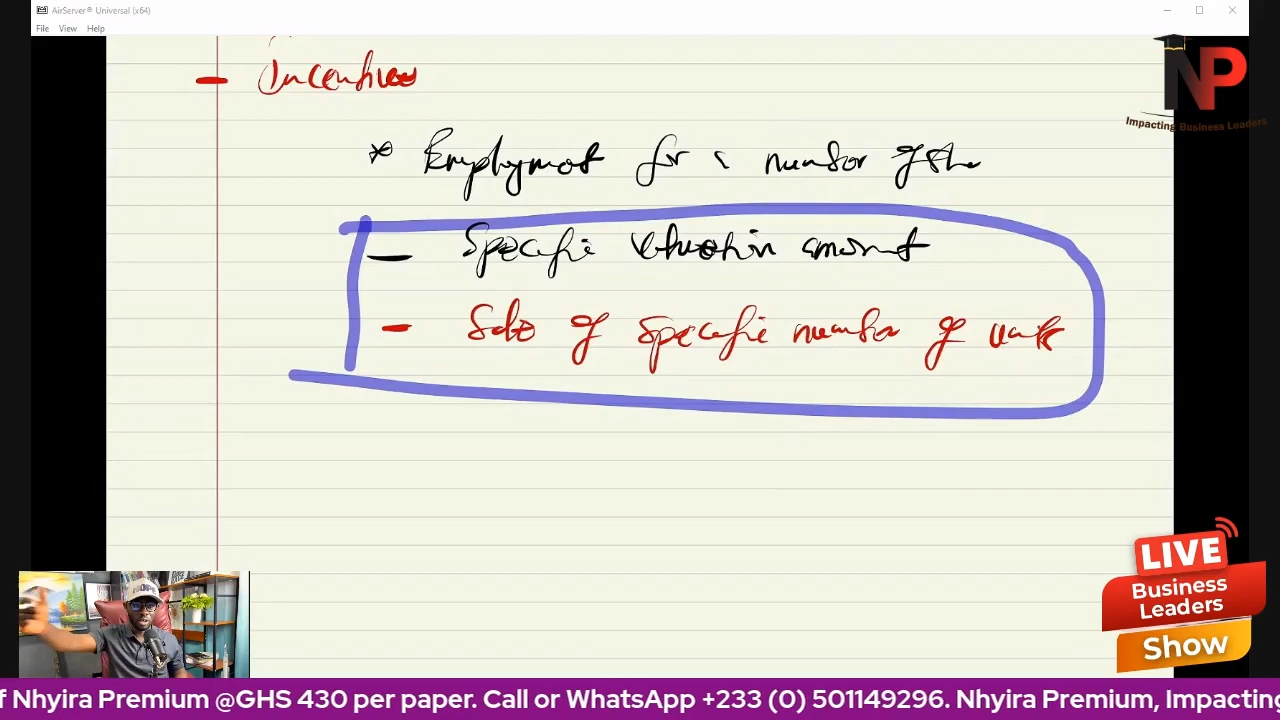 AirServer® Universal (x64)
File View Help
- Incentives
NP
Impacting Business Leaders
* Employment for a number of the
- Specific amount
- Sale of specific number of units
LIVE
Business
Leaders
Show
f Nhyira Premium @GHS 430 per paper. Call or WhatsApp +233 (0) 501149296. Nhyira Premium, Impacting